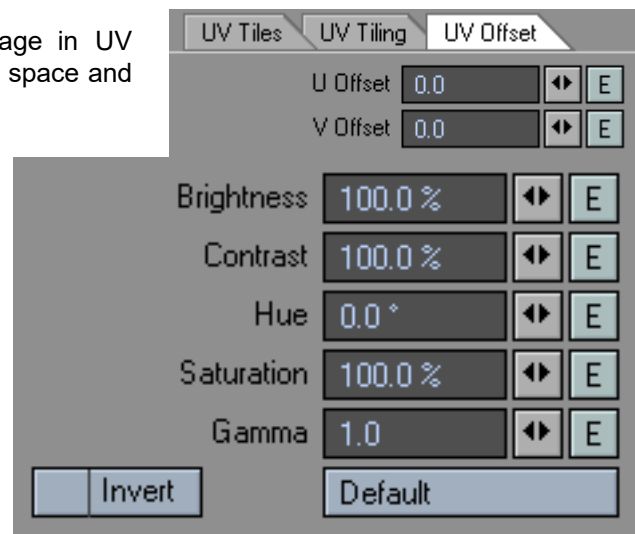 age in UV
space and
UV Tiles UV Tiling UV Offset
U Offset 0.0 E
V Offset 0.0 E
Brightness 100.0 % E
Contrast 100.0 % E
Hue 0.0 ° E
Saturation 100.0 % E
Gamma 1.0 E
Invert Default